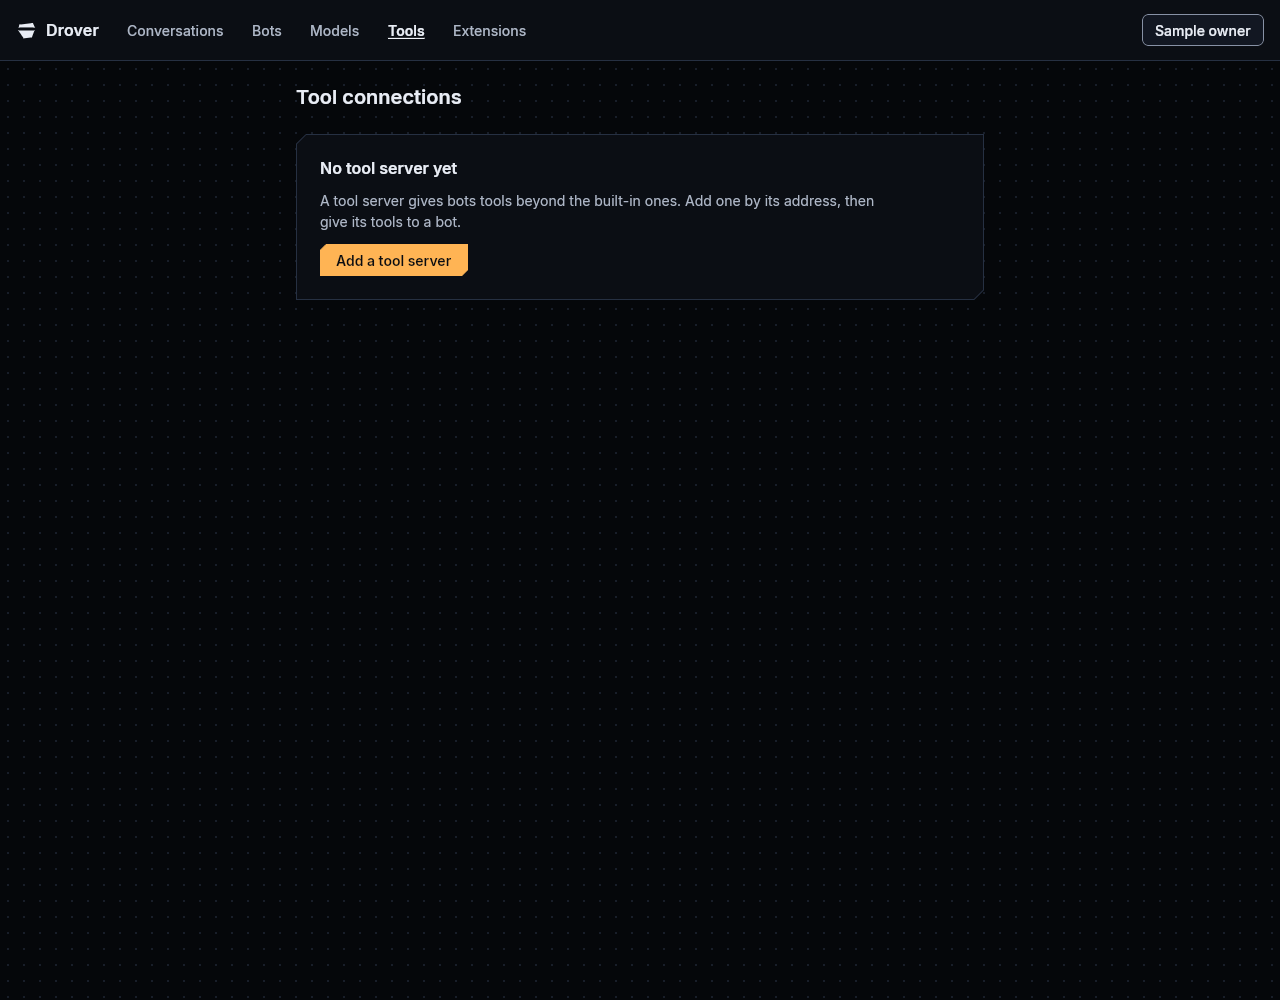 Drover
Conversations
Bots
Models
Tools
Extensions
Sample owner
Tool connections
No tool server yet
A tool server gives bots tools beyond the built-in ones. Add one by its address, then
give its tools to a bot.
Add a tool server